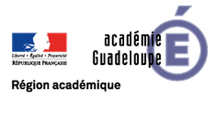 académie
Guadeloupe
É
Liberté • Égalité • Fraternité
RÉPUBLIQUE FRANÇAISE
Région académique